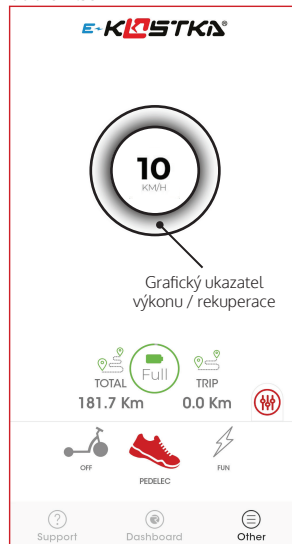 E-KOSTKA®
10
KM/H
Grafický ukazatel
výkonu / rekuperace
Full
TOTAL
TRIP
181.7 Km
0.0 Km
OFF
PEDELEC
FUN
Support
Dashboard
Other